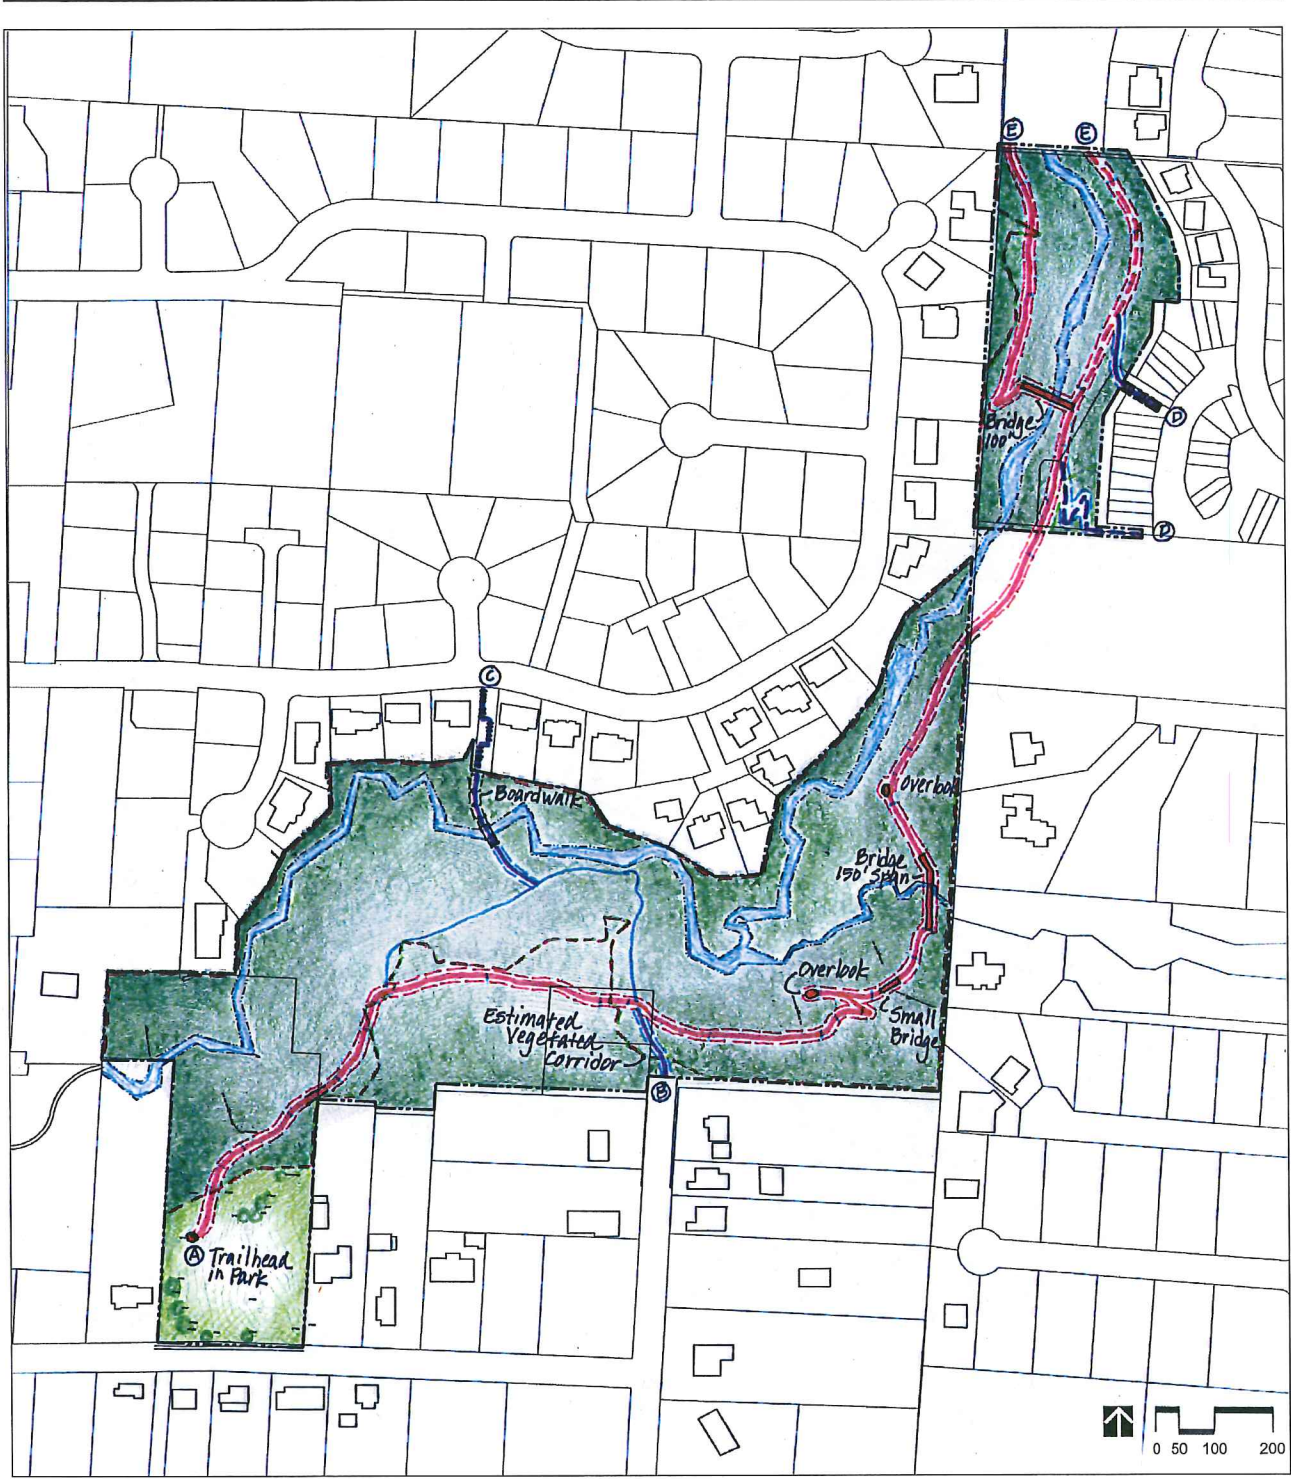 E E
Bridge
100'
D
D
C
Boardwalk
Overlook
Bridge
150' Span
Overlook
Small
Bridge
Estimated
Vegetated
Corridor
B
A Trailhead
in Park
0 50 100 200